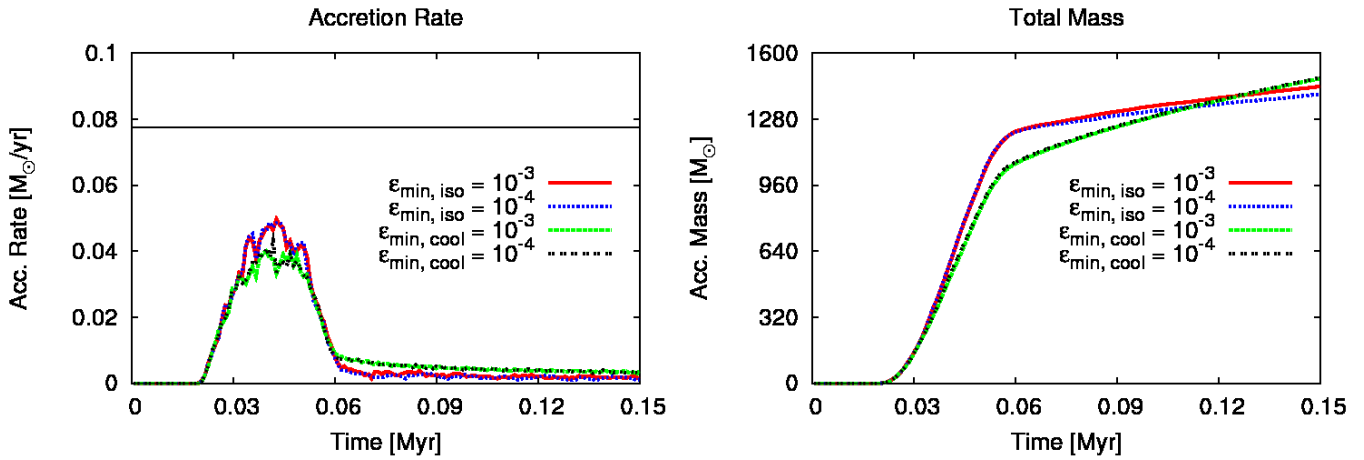 Accretion Rate
0.1
0.08
0.06
0.04
0.02
0
Acc. Rate [M☉/yr]
εmin, iso = 10-3
εmin, iso = 10-4
εmin, cool = 10-3
εmin, cool = 10-4
0 0.03 0.06 0.09 0.12 0.15
Time [Myr]
Total Mass
1600
1280
960
640
320
0
Acc. Mass [M☉]
εmin, iso = 10-3
εmin, iso = 10-4
εmin, cool = 10-3
εmin, cool = 10-4
0 0.03 0.06 0.09 0.12 0.15
Time [Myr]